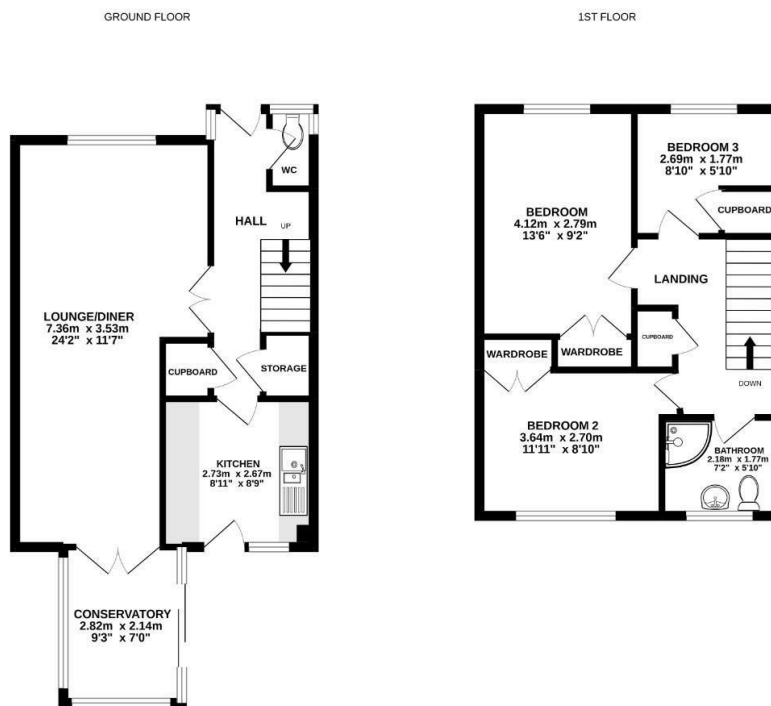 GROUND FLOOR
WC
HALL
UP
LOUNGE/DINER
7.36m x 3.53m
24'2" x 11'7"
CUPBOARD
STORAGE
KITCHEN
2.73m x 2.67m
8'11" x 8'9"
CONSERVATORY
2.82m x 2.14m
9'3" x 7'0"
1ST FLOOR
BEDROOM 3
2.69m x 1.77m
8'10" x 5'10"
CUPBOARD
BEDROOM
4.12m x 2.79m
13'6" x 9'2"
LANDING
CUPBOARD
WARDROBE
WARDROBE
DOWN
BEDROOM 2
3.64m x 2.70m
11'11" x 8'10"
BATHROOM
2.18m x 1.77m
7'2" x 5'10"